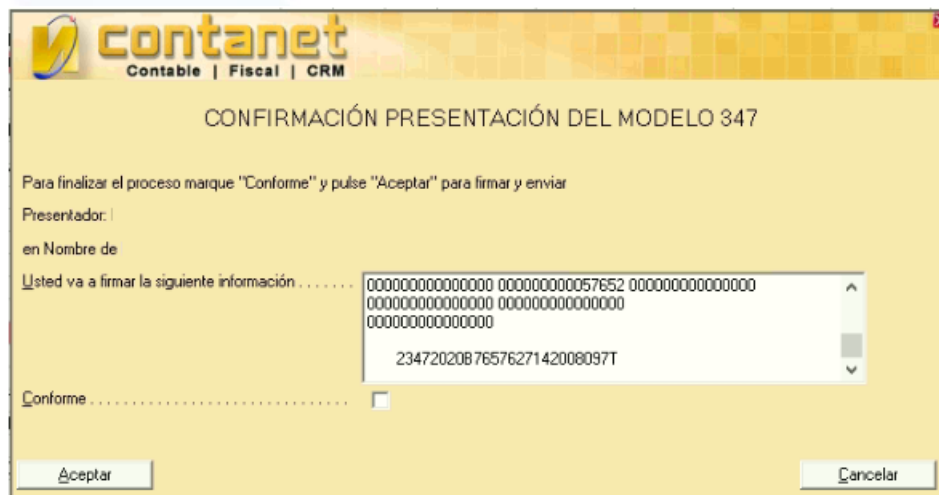 contanet
Contable | Fiscal | CRM
CONFIRMACIÓN PRESENTACIÓN DEL MODELO 347
Para finalizar el proceso marque "Conforme" y pulse "Aceptar" para firmar y enviar
Presentador:
en Nombre de
Usted va a firmar la siguiente información . . . . . . .
000000000000000 000000000057652 000000000000000
000000000000000 000000000000000
000000000000000
23472020B7657627142008097T
Conforme . . . . . . . . . . . . . . . . . . . . . . . . . . . . . .
Aceptar
Cancelar